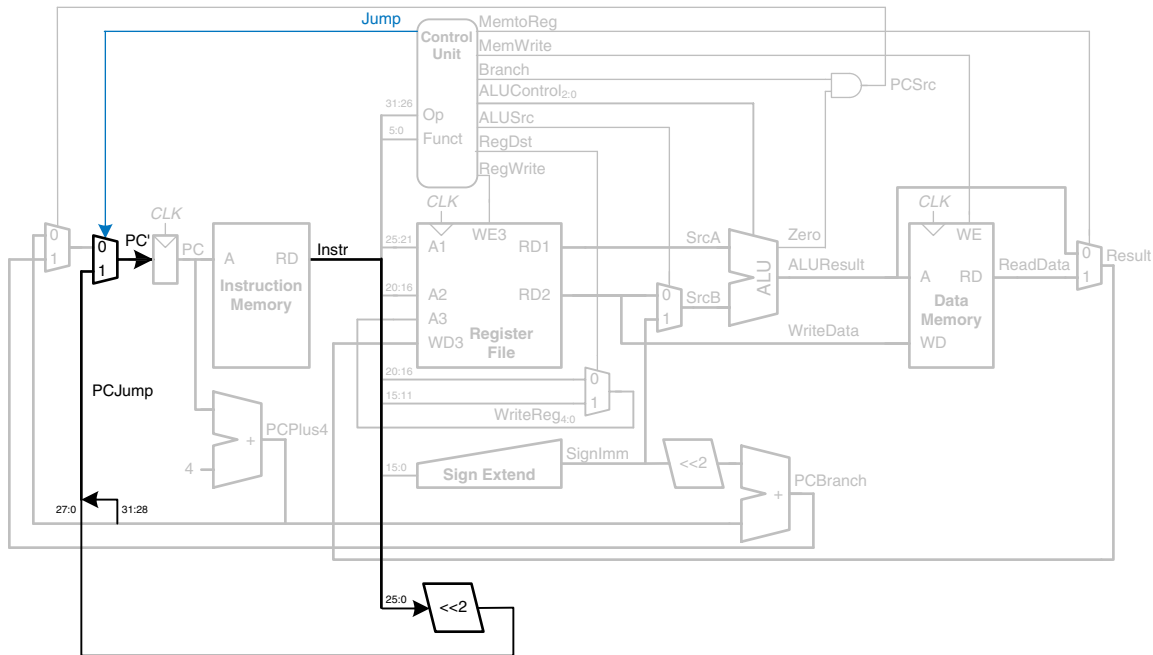 Jump
MemtoReg
Control
Unit
MemWrite
Branch
PCSrc
ALUControl2:0
31:26
Op
ALUSrc
5:0
Funct
RegDst
RegWrite
CLK
CLK
CLK
0
1
0
1
PC'
PC
A
RD
Instruction
Memory
Instr
25:21
A1
WE3
RD1
SrcA
Zero
WE
0
1
Result
ALU
ALUResult
A
RD
ReadData
Data
Memory
20:16
A2
RD2
0
1
SrcB
A3
Register
File
WD3
WriteData
WD
PCJump
20:16
0
1
15:11
WriteReg4:0
PCPlus4
+
4
15:0
Sign Extend
SignImm
<<2
PCBranch
+
27:0
31:28
25:0
<<2